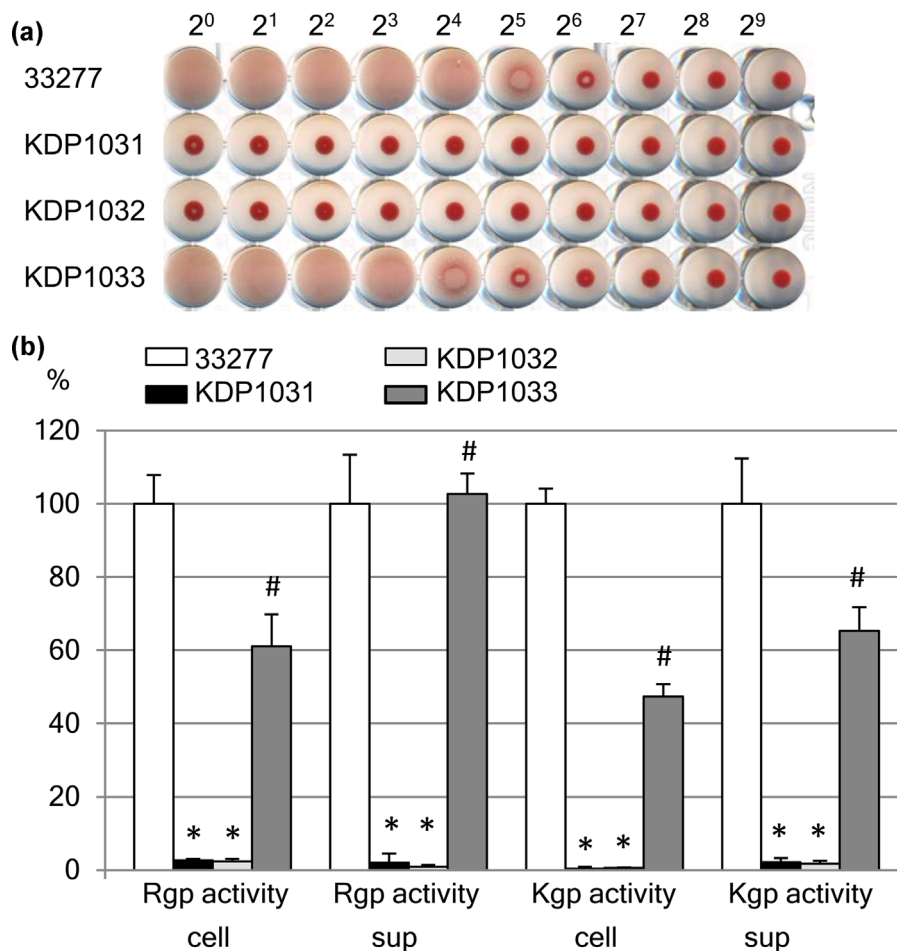 (a) 2⁰ 2¹ 2² 2³ 2⁴ 2⁵ 2⁶ 2⁷ 2⁸ 2⁹
33277
KDP1031
KDP1032
KDP1033
(b)
33277 KDP1032
% KDP1031 KDP1033
120
100
80
60
40
20
0
# # # #
* * * * * * * *
Rgp activity Rgp activity Kgp activity Kgp activity
cell sup cell sup